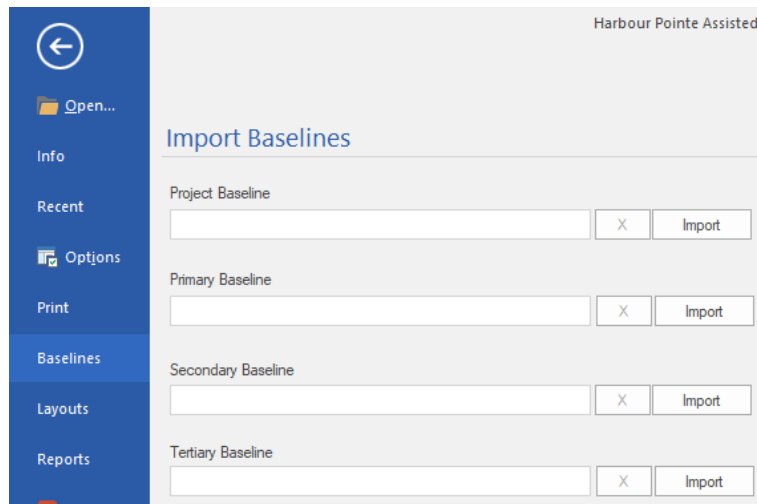 Harbour Pointe Assisted
Open...
Info
Recent
Options
Print
Baselines
Layouts
Reports
Import Baselines
Project Baseline
X
Import
Primary Baseline
X
Import
Secondary Baseline
X
Import
Tertiary Baseline
X
Import